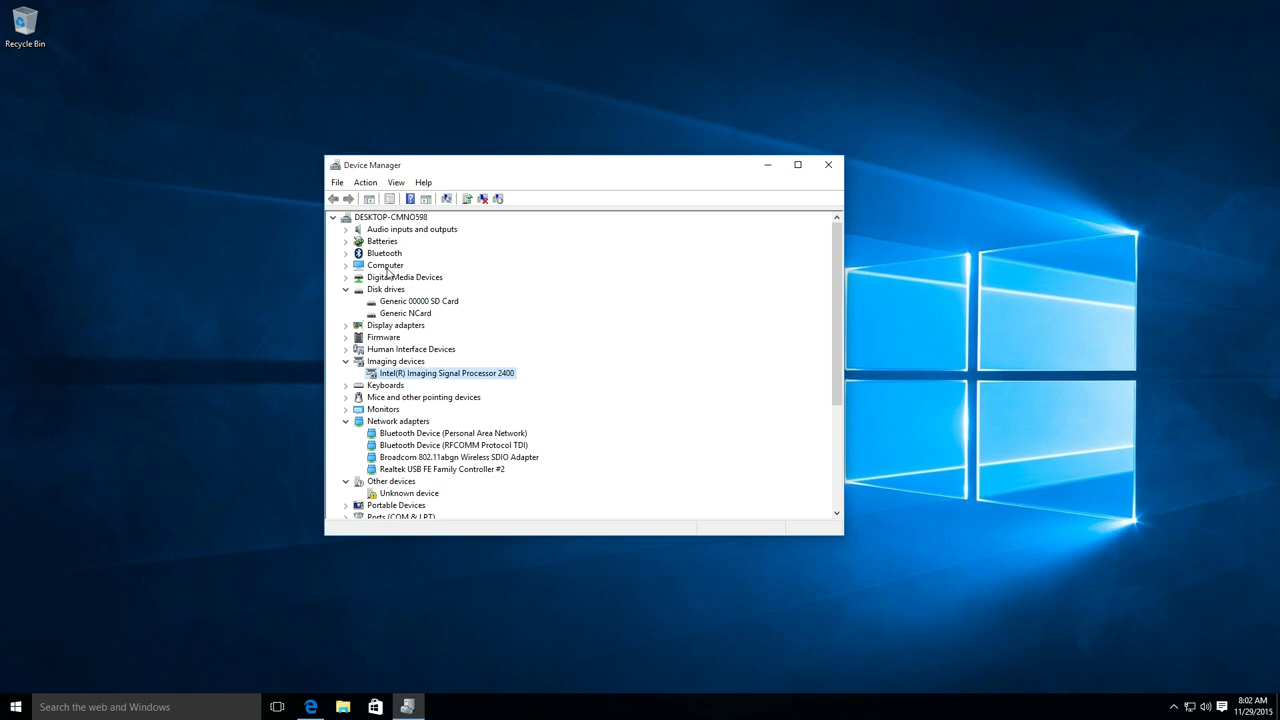 Recycle Bin
Device Manager
File Action View Help
DESKTOP-CMNO598
Audio inputs and outputs
Batteries
Bluetooth
Computer
Digital Media Devices
Disk drives
Generic 00000 SD Card
Generic NCard
Display adapters
Firmware
Human Interface Devices
Imaging devices
Intel(R) Imaging Signal Processor 2400
Keyboards
Mice and other pointing devices
Monitors
Network adapters
Bluetooth Device (Personal Area Network)
Bluetooth Device (RFCOMM Protocol TDI)
Broadcom 802.11abgn Wireless SDIO Adapter
Realtek USB FE Family Controller #2
Other devices
Unknown device
Portable Devices
Ports (COM & LPT)
Search the web and Windows
8:02 AM
11/29/2015